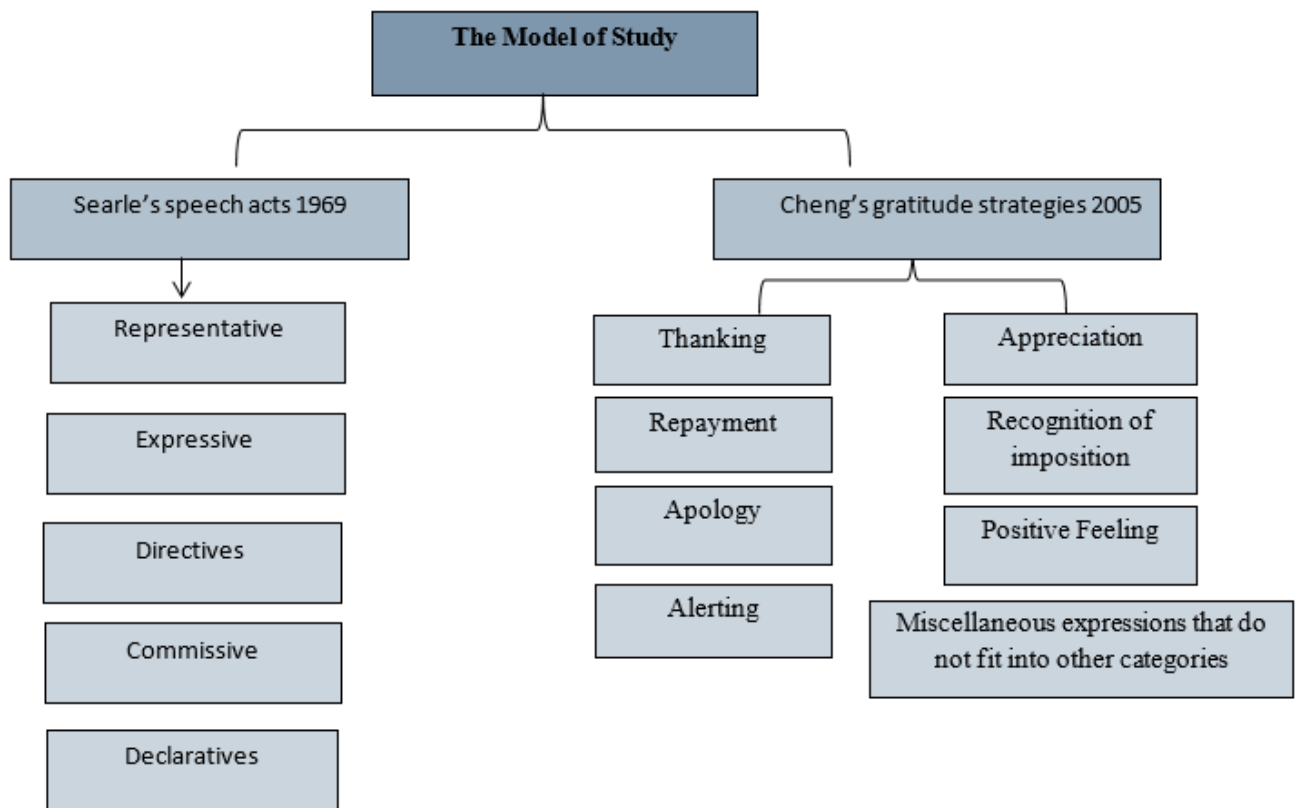 The Model of Study
Searle’s speech acts 1969
Representative
Expressive
Directives
Commissive
Declaratives
Cheng’s gratitude strategies 2005
Thanking
Repayment
Apology
Alerting
Appreciation
Recognition of
imposition
Positive Feeling
Miscellaneous expressions that do
not fit into other categories